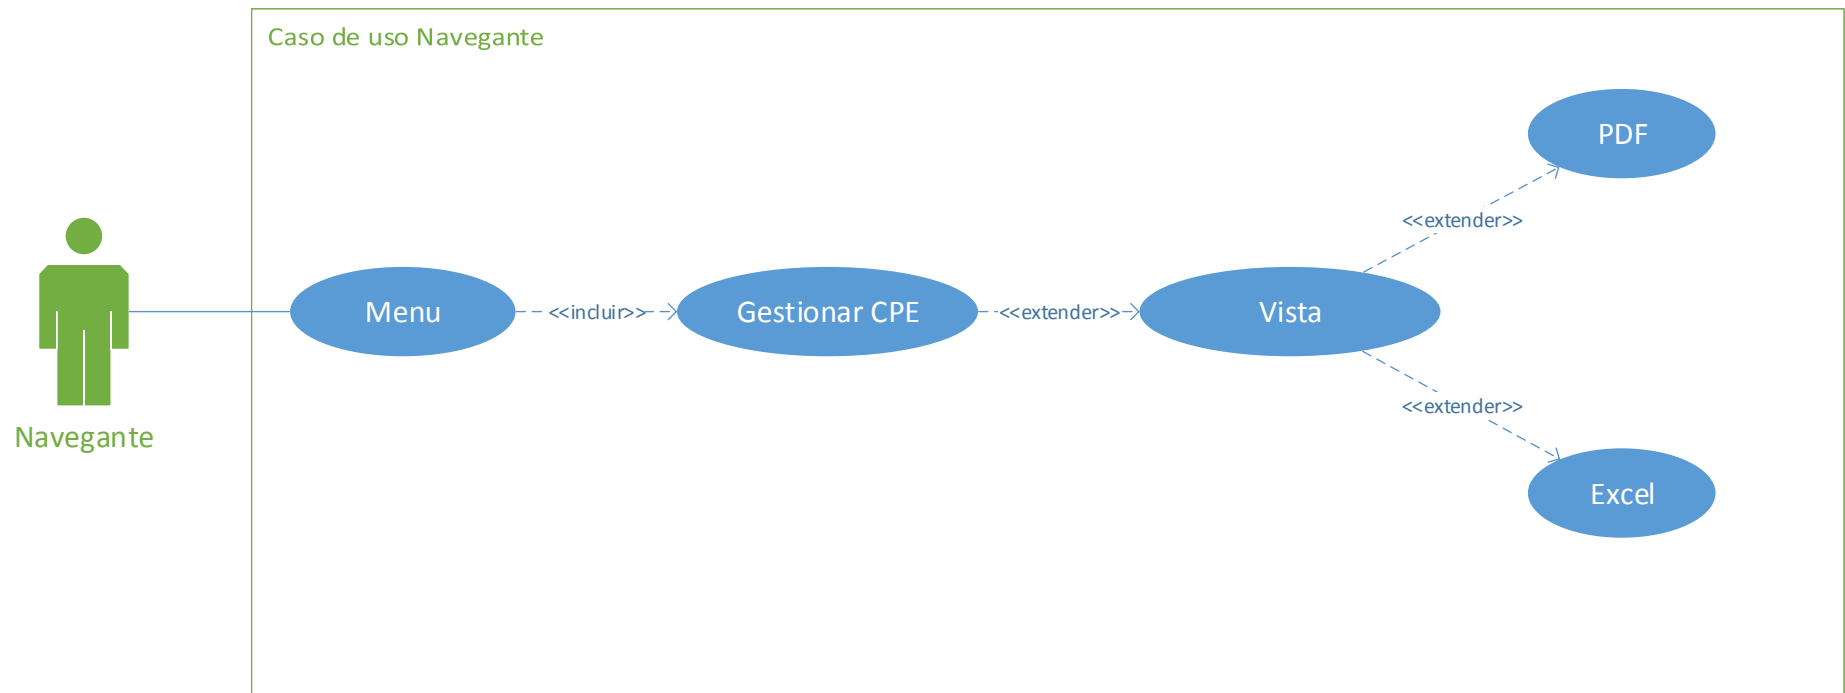 Caso de uso Navegante
PDF
<<extender>>
Menu
<<incluir>>
Gestionar CPE
<<extender>>
Vista
<<extender>>
Navegante
Excel